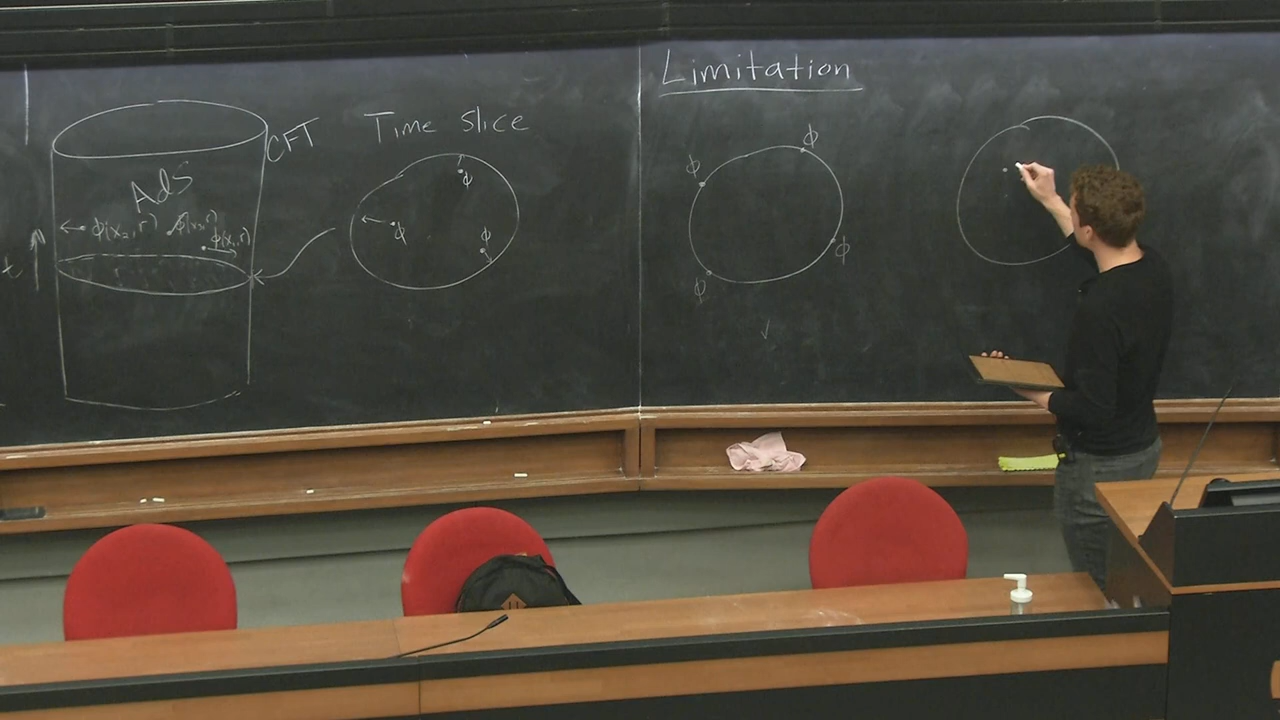 CFT
AdS
ϕ(x₂,r) ϕ(x₃,r)
ϕ(x₁,r)
t
Time slice
ϕ
ϕ
ϕ
Limitation
ϕ
ϕ
ϕ
ϕ